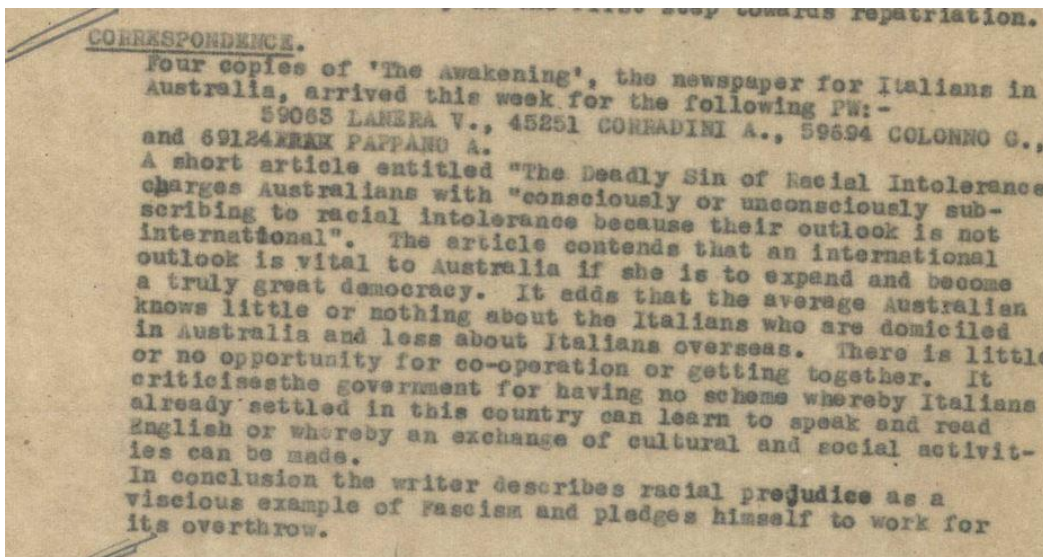 first step towards repatriation.
CORRESPONDENCE.
Four copies of 'The Awakening', the newspaper for Italians in
Australia, arrived this week for the following PW:-
59063 LANERA V., 45251 CORRADINI A., 59694 COLONNO G.,
and 69124 PAPPANO A.
A short article entitled "The Deadly Sin of Racial Intolerance
charges Australians with "consciously or unconsciously sub-
scribing to racial intolerance because their outlook is not
international". The article contends that an international
outlook is vital to Australia if she is to expand and become
a truly great democracy. It adds that the average Australian
knows little or nothing about the Italians who are domiciled
in Australia and less about Italians overseas. There is little
or no opportunity for co-operation or getting together. It
criticisesthe government for having no scheme whereby Italians
already settled in this country can learn to speak and read
English or whereby an exchange of cultural and social activit-
ies can be made.
In conclusion the writer describes racial prejudice as a
viscious example of Fascism and pledges himself to work for
its overthrow.